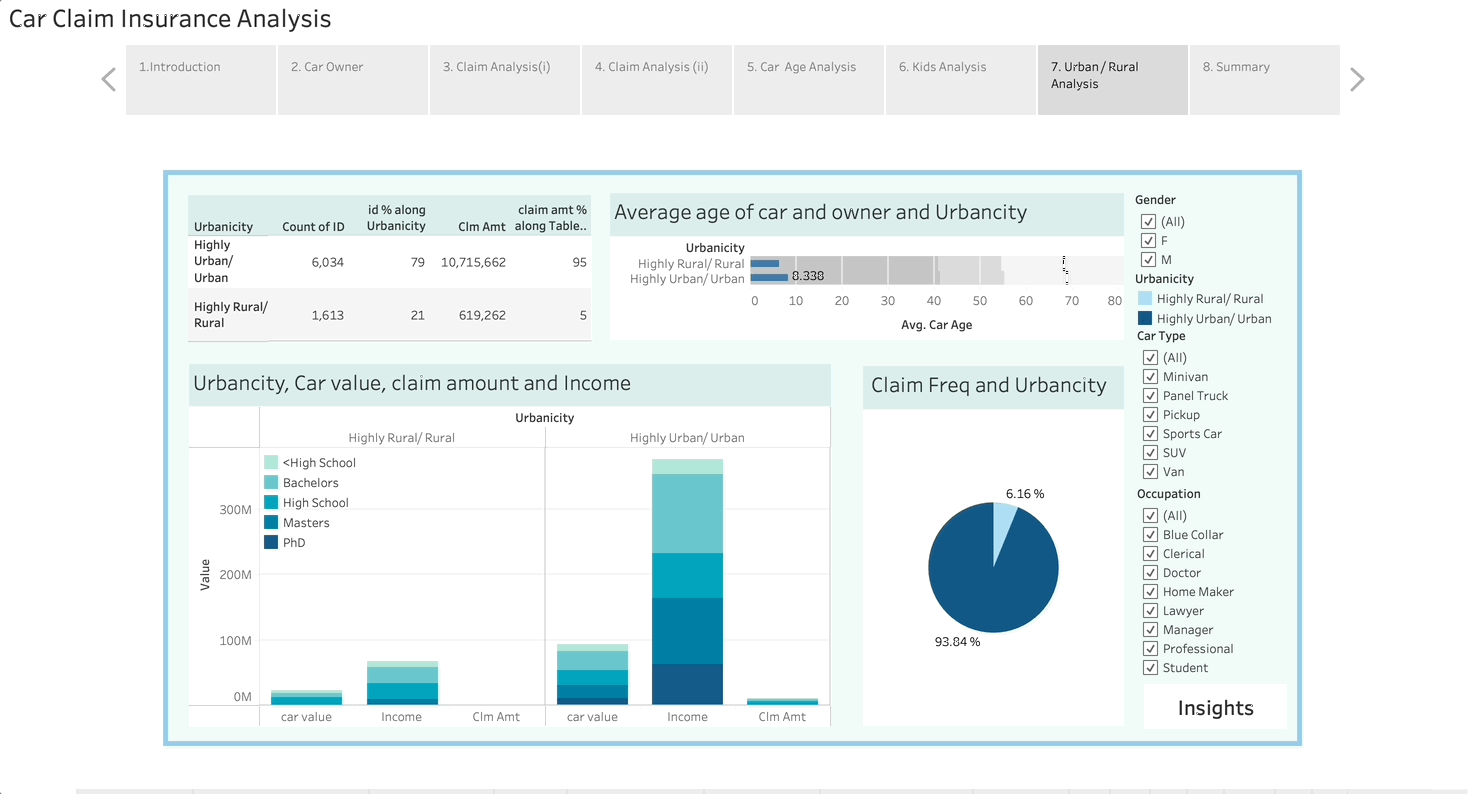 Car Claim Insurance Analysis
1.Introduction
2. Car Owner
3. Claim Analysis(i)
4. Claim Analysis (ii)
5. Car  Age Analysis
6. Kids Analysis
7. Urban / Rural
Analysis
8. Summary
Urbanicity
Count of ID
id % along
Urbanicity
Clm Amt
claim amt %
along Table..
Highly
Urban/
Urban
6,034
79
10,715,662
95
Highly Rural/
Rural
1,613
21
619,262
5
Average age of car and owner and Urbancity
Urbanicity
Highly Rural/ Rural
Highly Urban/ Urban
8.338
0 10 20 30 40 50 60 70 80
Avg. Car Age
Urbancity, Car value, claim amount and Income
Urbanicity
Highly Rural/ Rural
Highly Urban/ Urban
<High School
Bachelors
High School
Masters
PhD
Value
300M
200M
100M
0M
car value
Income
Clm Amt
car value
Income
Clm Amt
Claim Freq and Urbancity
6.16 %
93.84 %
Gender
(All)
F
M
Urbanicity
Highly Rural/ Rural
Highly Urban/ Urban
Car Type
(All)
Minivan
Panel Truck
Pickup
Sports Car
SUV
Van
Occupation
(All)
Blue Collar
Clerical
Doctor
Home Maker
Lawyer
Manager
Professional
Student
Insights